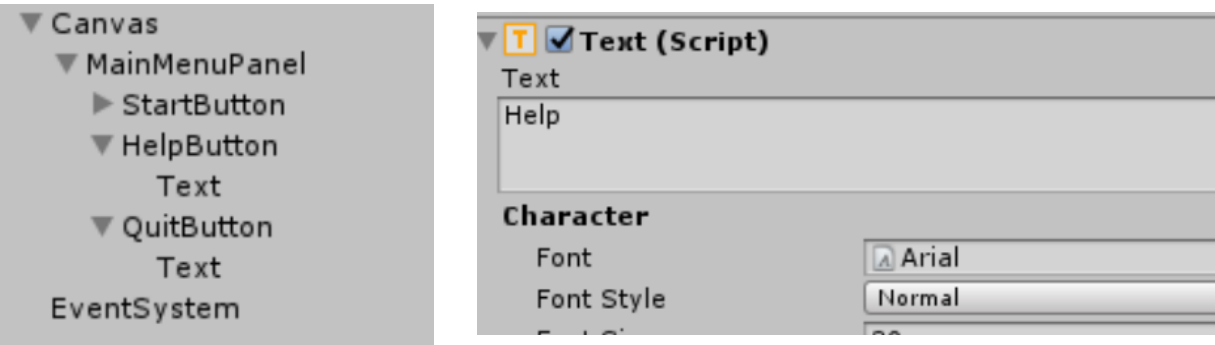 Canvas
MainMenuPanel
StartButton
HelpButton
Text
QuitButton
Text
EventSystem
T Text (Script)
Text
Help
Character
Font Arial
Font Style Normal